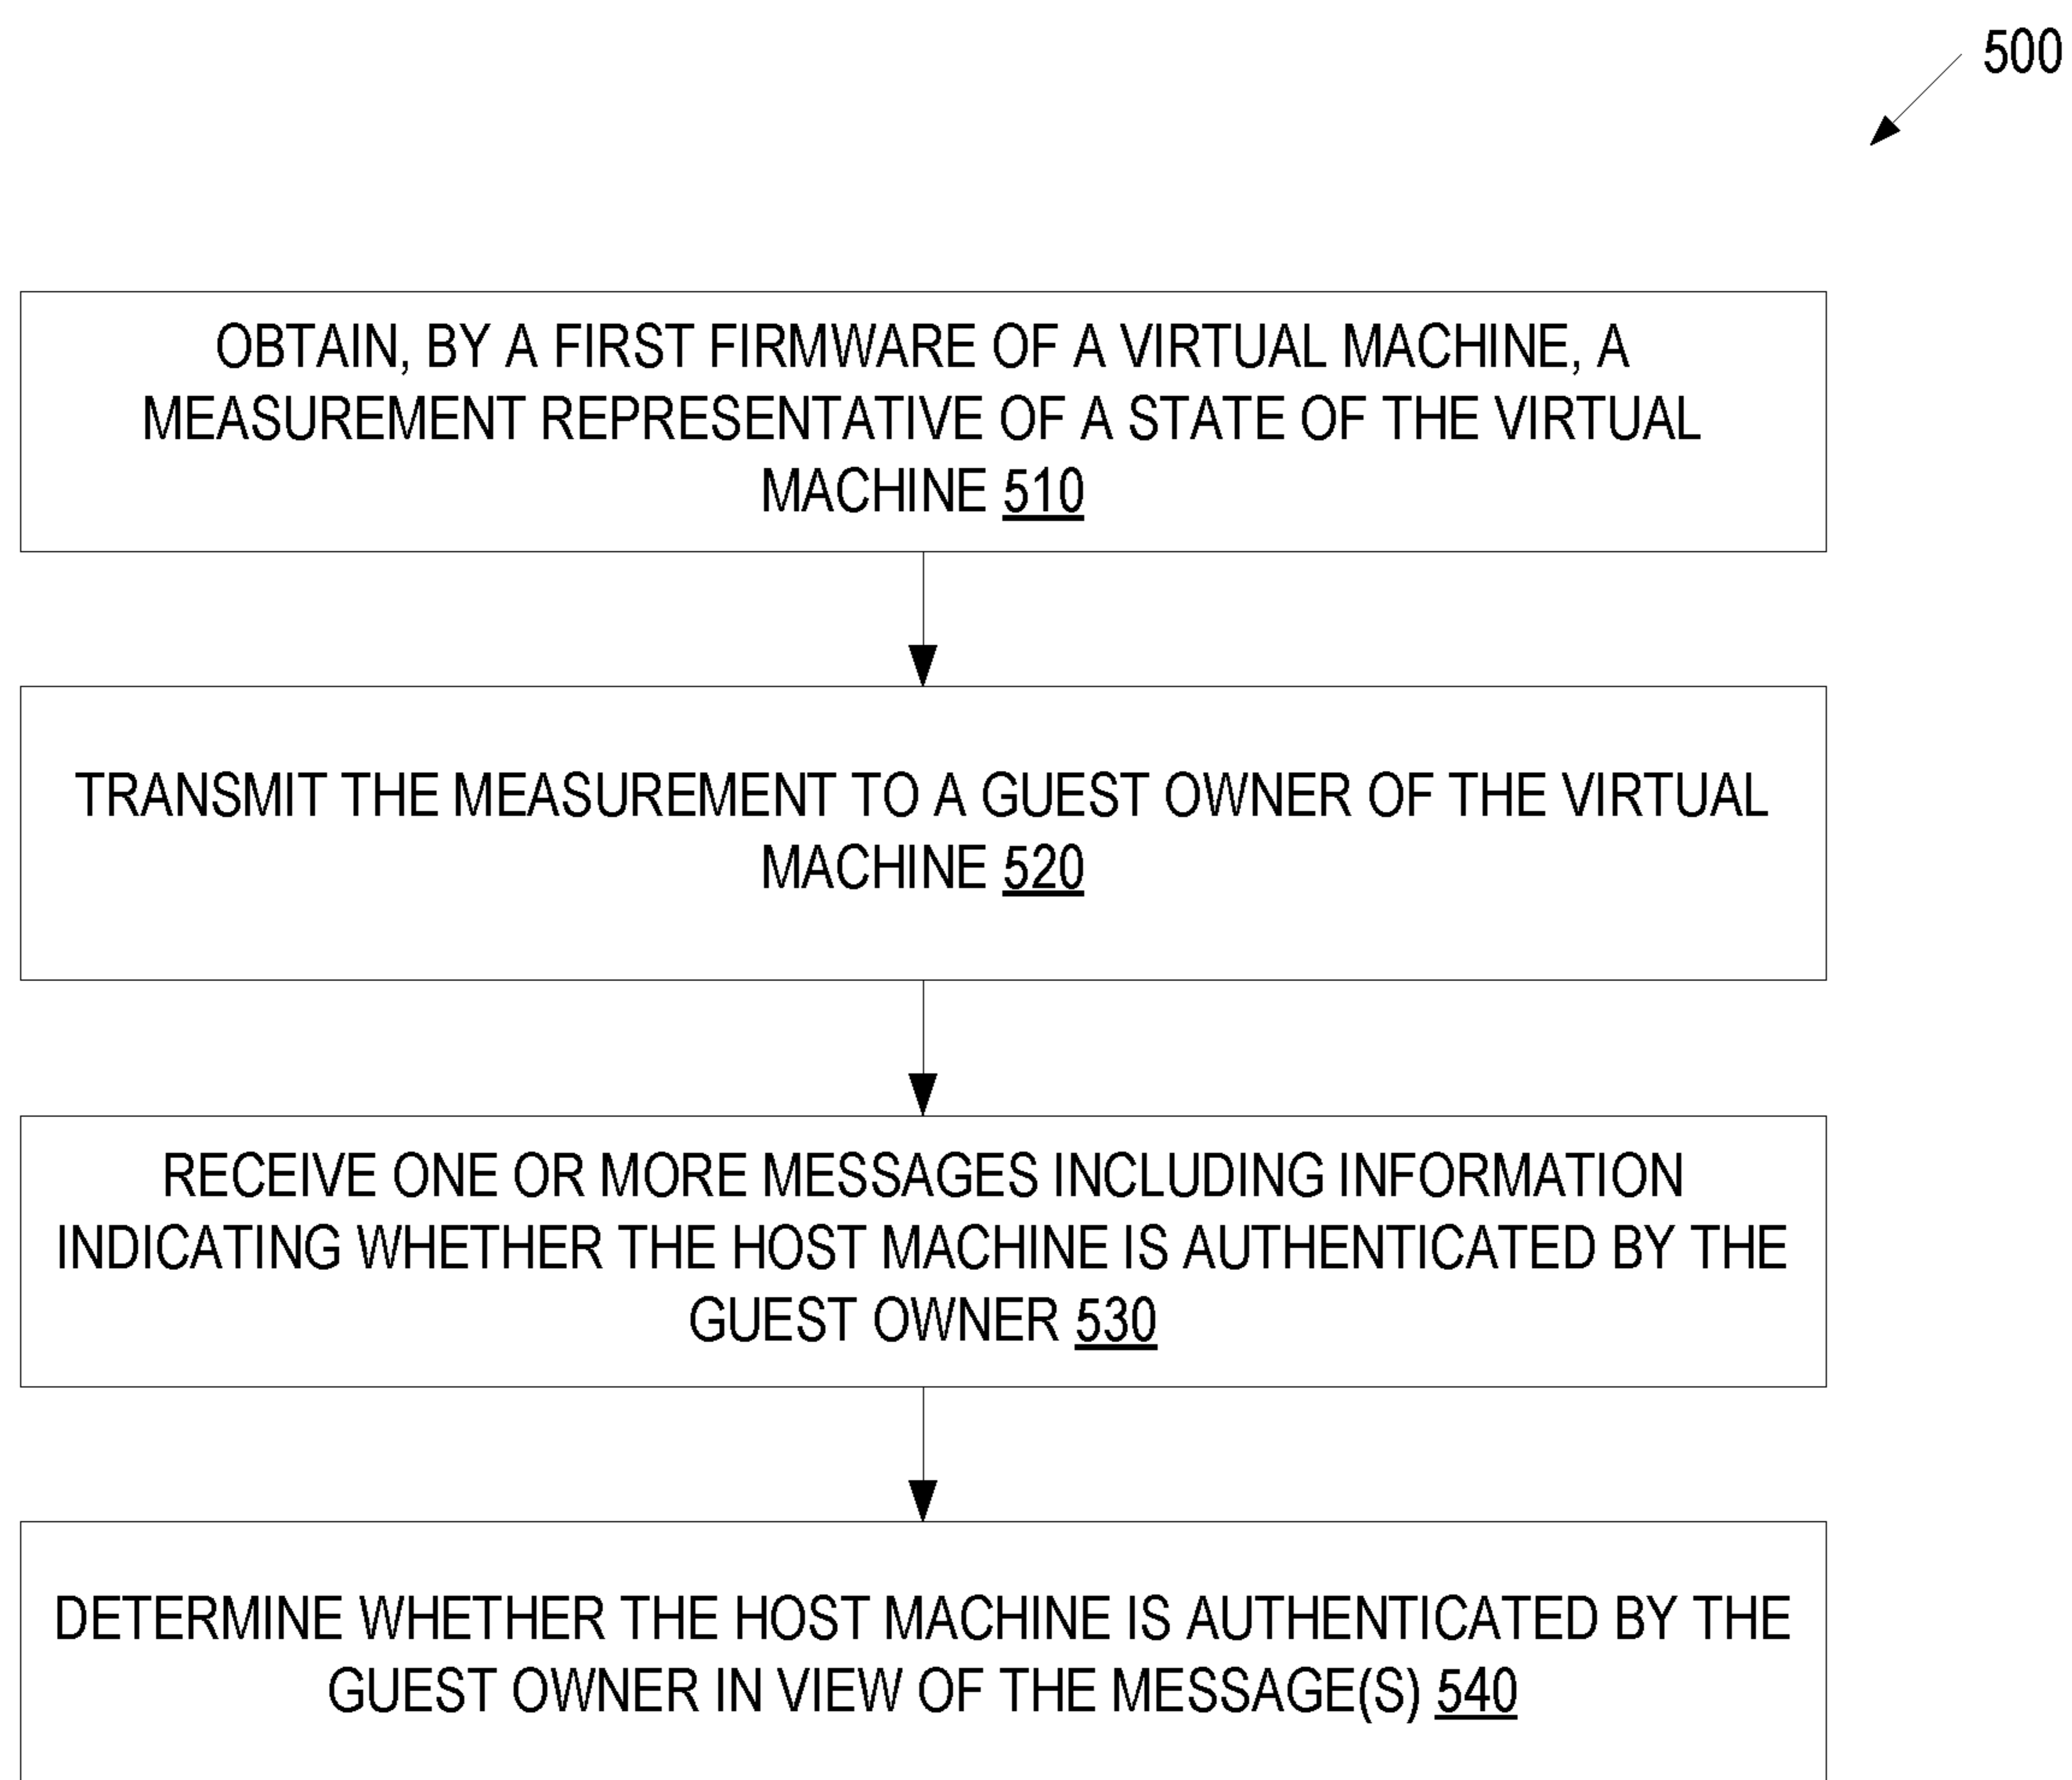 500
OBTAIN, BY A FIRST FIRMWARE OF A VIRTUAL MACHINE, A
MEASUREMENT REPRESENTATIVE OF A STATE OF THE VIRTUAL
MACHINE 510
TRANSMIT THE MEASUREMENT TO A GUEST OWNER OF THE VIRTUAL
MACHINE 520
RECEIVE ONE OR MORE MESSAGES INCLUDING INFORMATION
INDICATING WHETHER THE HOST MACHINE IS AUTHENTICATED BY THE
GUEST OWNER 530
DETERMINE WHETHER THE HOST MACHINE IS AUTHENTICATED BY THE
GUEST OWNER IN VIEW OF THE MESSAGE(S) 540